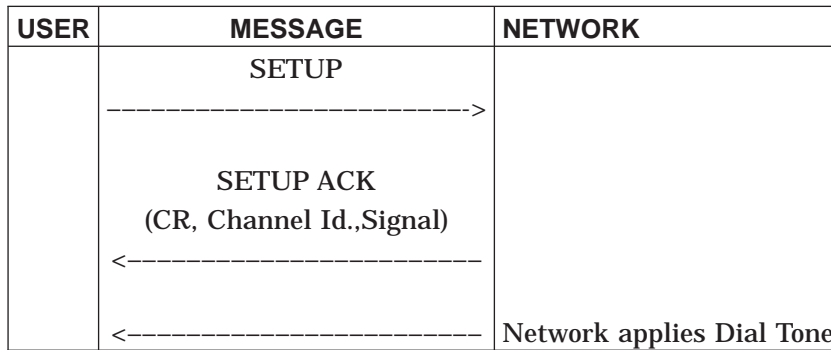 USER MESSAGE NETWORK
SETUP
------------------------->
SETUP ACK
(CR, Channel Id.,Signal)
<------------------------
<------------------------ Network applies Dial Tone